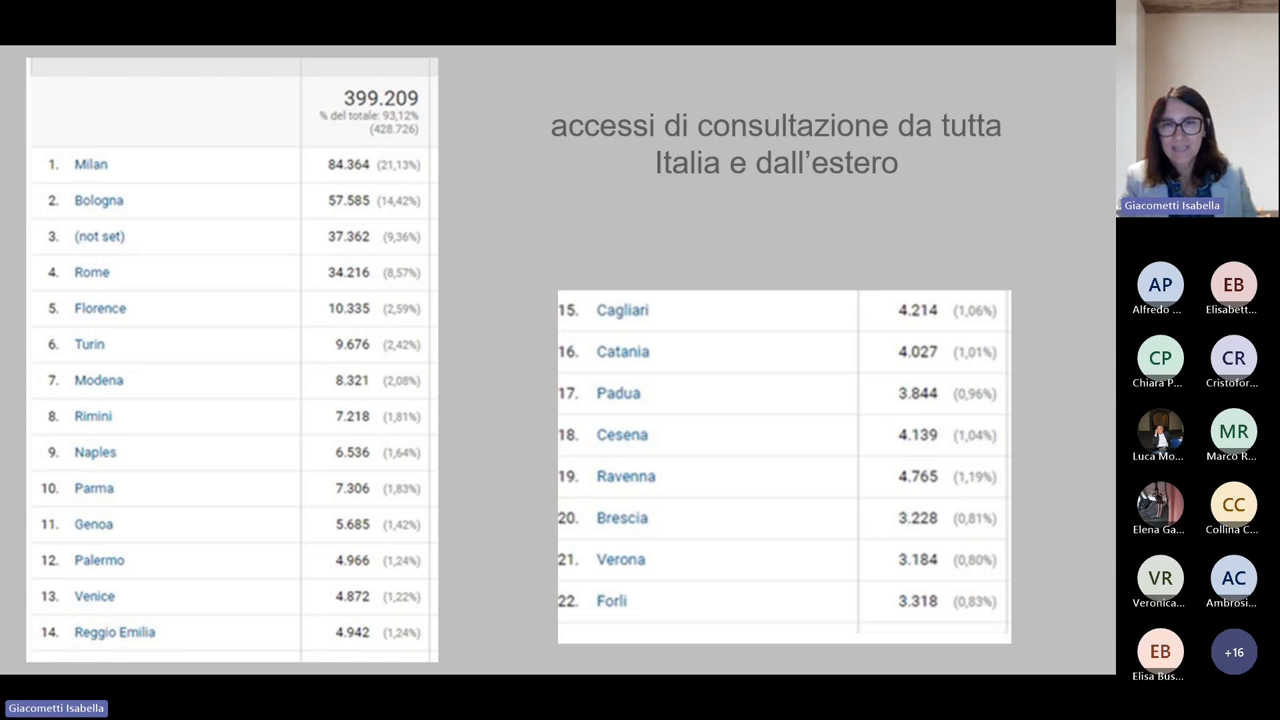 399.209
% del totale: 93,12%
(428.726)
1. Milan 84.364 (21,13%)
2. Bologna 57.585 (14,42%)
3. (not set) 37.362 (9,36%)
4. Rome 34.216 (8,57%)
5. Florence 10.335 (2,59%)
6. Turin 9.676 (2,42%)
7. Modena 8.321 (2,08%)
8. Rimini 7.218 (1,81%)
9. Naples 6.536 (1,64%)
10. Parma 7.306 (1,83%)
11. Genoa 5.685 (1,42%)
12. Palermo 4.966 (1,24%)
13. Venice 4.872 (1,22%)
14. Reggio Emilia 4.942 (1,24%)
accessi di consultazione da tutta
Italia e dall’estero
15. Cagliari 4.214 (1,06%)
16. Catania 4.027 (1,01%)
17. Padua 3.844 (0,96%)
18. Cesena 4.139 (1,04%)
19. Ravenna 4.765 (1,19%)
20. Brescia 3.228 (0,81%)
21. Verona 3.184 (0,80%)
22. Forli 3.318 (0,83%)
Giacometti Isabella
AP EB
Alfredo ... Elisabett...
CP CR
Chiara P... Cristofor...
MR
Luca Mo... Marco R...
CC
Elena Ga... Collina C...
VR AC
Veronica... Ambrosi...
EB +16
Elisa Bus...
Giacometti Isabella